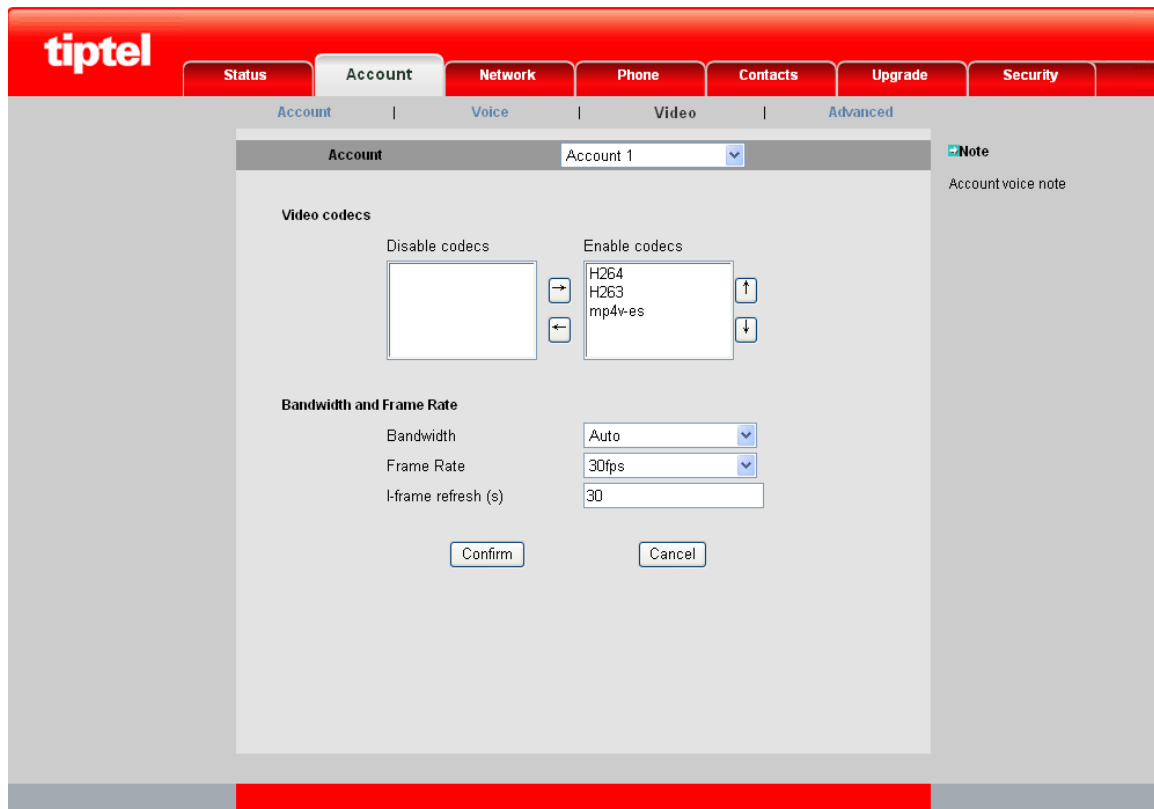 tiptel
Status Account Network Phone Contacts Upgrade Security
Account | Voice | Video | Advanced
Account Account 1
Note
Account voice note
Video codecs
Disable codecs Enable codecs
H264
H263
mp4v-es
→ ↑
← ↓
Bandwidth and Frame Rate
Bandwidth Auto
Frame Rate 30fps
I-frame refresh (s) 30
Confirm Cancel